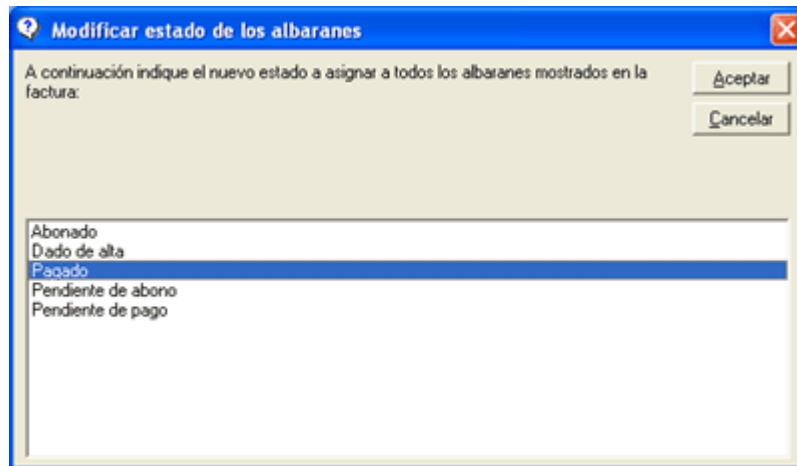 Modificar estado de los albaranes
A continuación indique el nuevo estado a asignar a todos los albaranes mostrados en la
factura:
Aceptar
Cancelar
Abonado
Dado de alta
Pagado
Pendiente de abono
Pendiente de pago